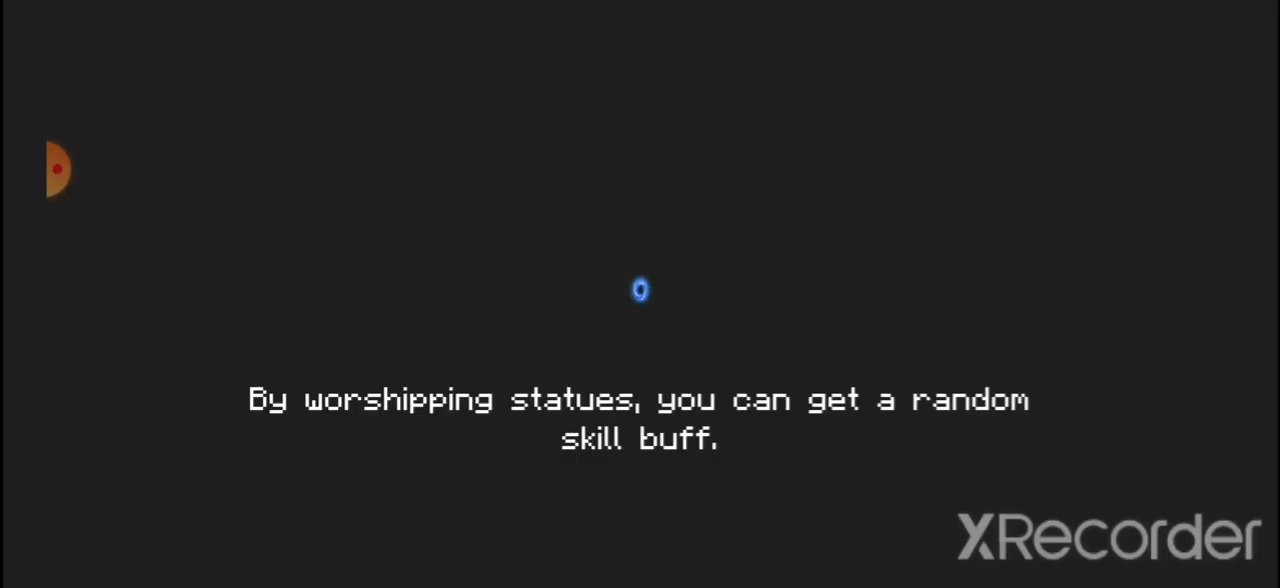 By worshipping statues, you can get a random
skill buff.
XRecorder